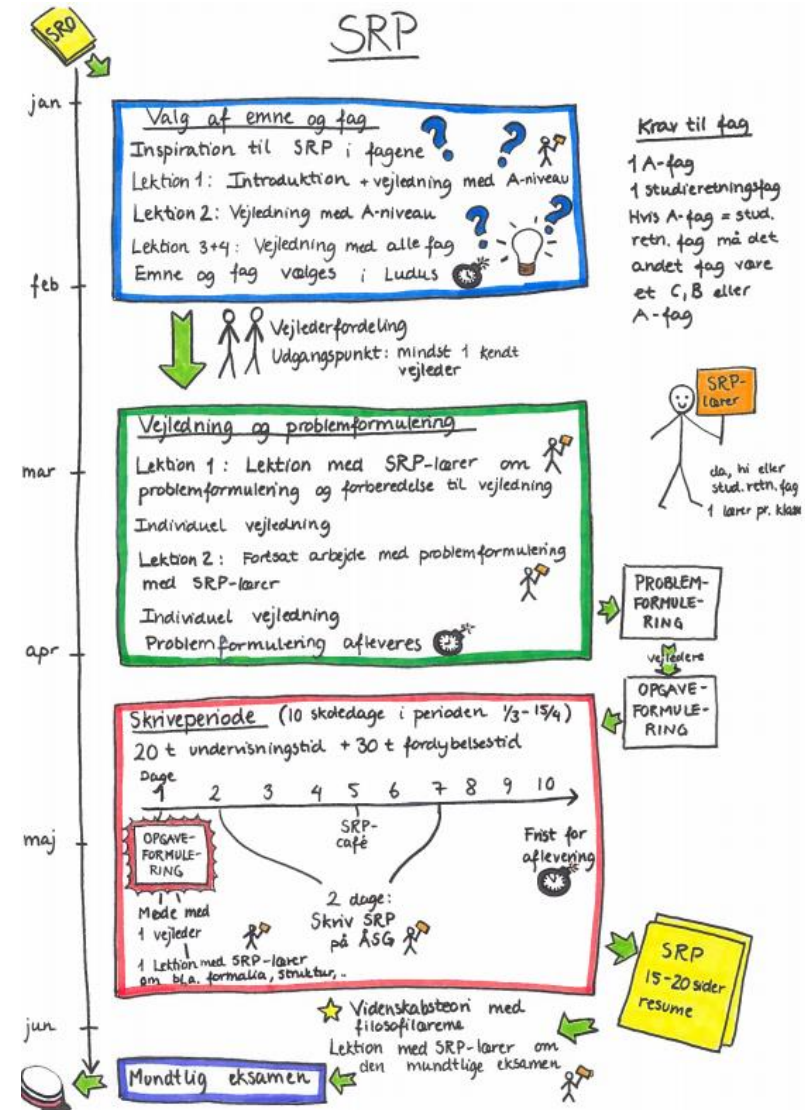 SRO
SRP
jan
Valg af emne og fag
Inspiration til SRP i fagene
Lektion 1: Introduktion + vejledning med A-niveau
Lektion 2: Vejledning med A-niveau
Lektion 3+4: Vejledning med alle fag
Emne og fag vælges i Ludus
Krav til fag
1 A-fag
1 studieretningsfag
Hvis A-fag = stud.
retn. fag må det
andet fag være
et C, B eller
A-fag
feb
Vejlederfordeling
Udgangspunkt: mindst 1 kendt
vejleder
SRP-
lærer
da, hi eller
stud.retn.fag
1 lærer pr. klasse
Vejledning og problemformulering
mar
Lektion 1: Lektion med SRP-lærer om
problemformulering og forberedelse til vejledning
Individuel vejledning
Lektion 2: Fortsat arbejde med problemformulering
med SRP-lærer
Individuel vejledning
Problemformulering afleveres
apr
PROBLEM-
FORMULE-
RING
vejledere
OPGAVE-
FORMULE-
RING
Skriveperiode (10 skoledage i perioden 1/3-15/4)
20 t undervisningstid + 30 t fordybelsestid
Dage
1 2 3 4 5 6 7 8 9 10
maj
OPGAVE-
FORMULE-
RING
SRP-
café
Frist for
aflevering
Møde med
1 vejleder
2 dage:
Skriv SRP
på ÅSG
1 Lektion med SRP-lærer
om bl.a. formalia, struktur,..
SRP
15-20 sider
resume
jun
Videnskabsteori med
filosofilærerne
Lektion med SRP-lærer om
den mundtlige eksamen
Mundtlig eksamen